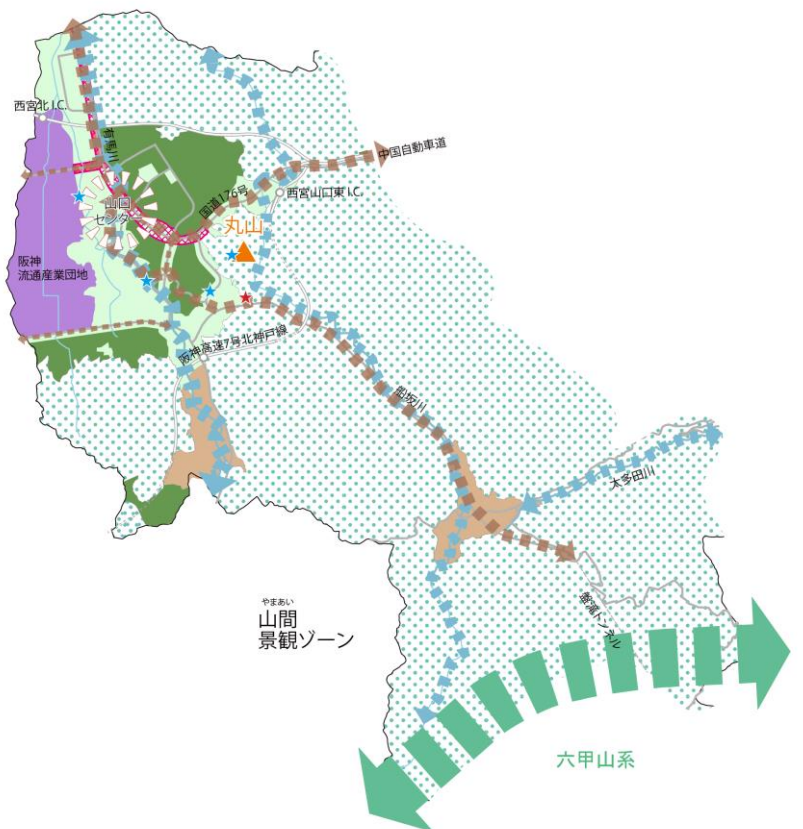 西宮北 I.C.
有馬川
中国自動車道
国道176号
西宮山口東 I.C.
山口
センター
丸山
阪神
流通産業団地
阪神高速7号北神戸線
船坂川
太多田川
やまあい
山間
景観ゾーン
盤滝トンネル
六甲山系